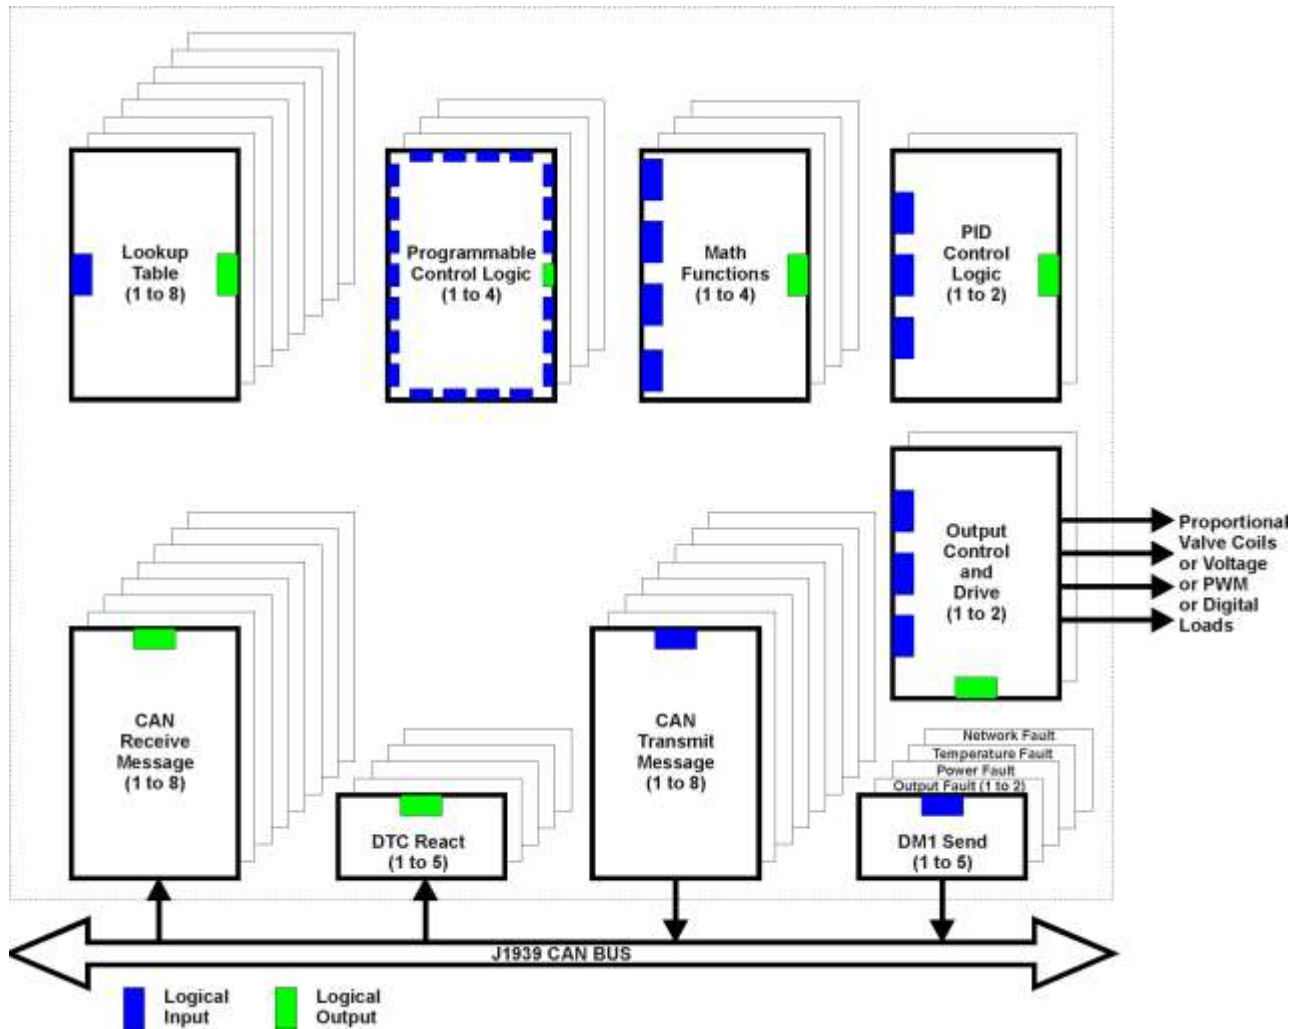 Lookup
Table
(1 to 8)
Programmable
Control Logic
(1 to 4)
Math
Functions
(1 to 4)
PID
Control
Logic
(1 to 2)
Output
Control
and
Drive
(1 to 2)
Proportional
Valve Coils
or Voltage
or PWM
or Digital
Loads
CAN
Receive
Message
(1 to 8)
DTC React
(1 to 5)
CAN
Transmit
Message
(1 to 8)
Network Fault
Temperature Fault
Power Fault
Output Fault (1 to 2)
DM1 Send
(1 to 5)
J1939 CAN BUS
Logical
Input
Logical
Output